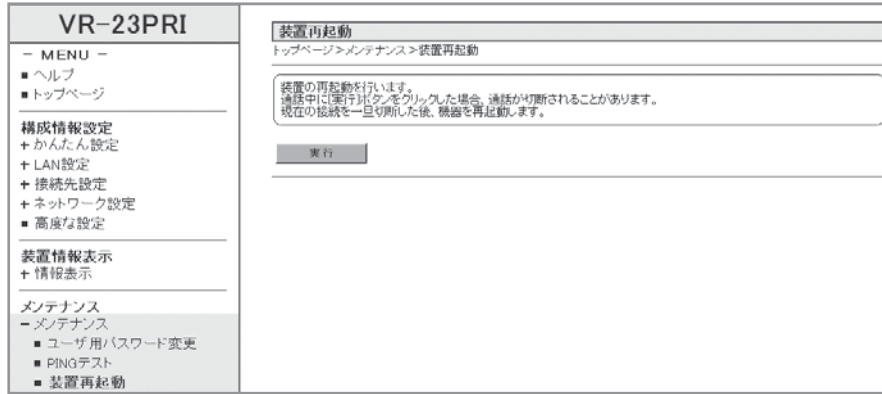 VR-23PRI
- MENU -
■ ヘルプ
■ トップページ
構成情報設定
+ かんたん設定
+ LAN設定
+ 接続先設定
+ ネットワーク設定
■ 高度な設定
装置情報表示
+ 情報表示
メンテナンス
- メンテナンス
■ ユーザ用パスワード変更
■ PINGテスト
■ 装置再起動
装置再起動
トップページ>メンテナンス>装置再起動
装置の再起動を行います。
通話中に[実行]ボタンをクリックした場合、通話が切断されることがあります。
現在の接続を一旦切断した後、機器を再起動します。
実行